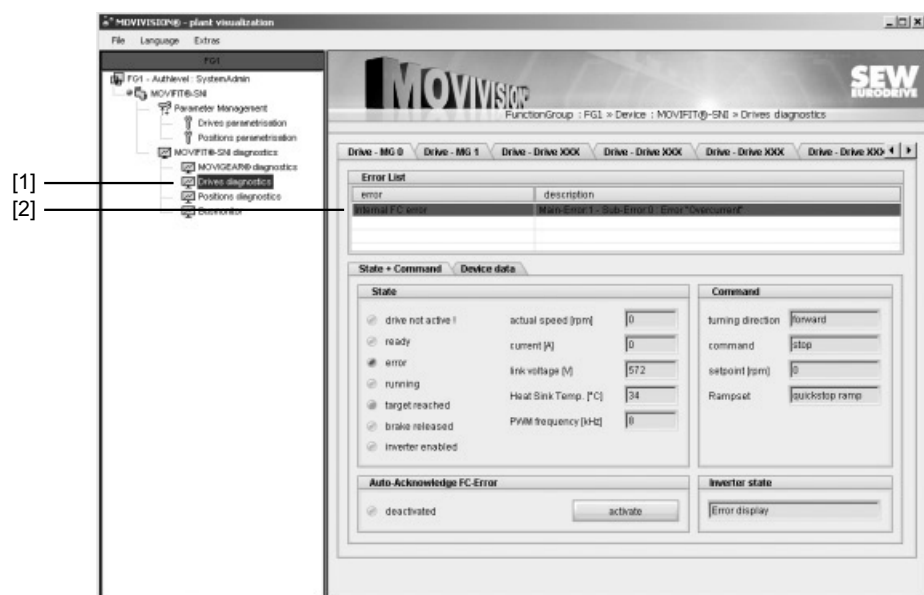 MOVIVISION® - plant visualization
File Language Extras
FG1
FG1 - Authlevel : SystemAdmin
MOVIFIT®-SNI
Parameter Management
Drives parametrisation
Positions parametrisation
MOVIFIT®-SNI diagnostics
MOVIGEAR® diagnostics
[1] Drives diagnostics
Positions diagnostics
Busmonitor
MOVIVISION
SEW
EURODRIVE
FunctionGroup : FG1 » Device : MOVIFIT®-SNI » Drives diagnostics
Drive - MG 0 Drive - MG 1 Drive - Drive XXX Drive - Drive XXX Drive - Drive XXX Drive - Drive XXX
Error List
error description
[2] Internal FC error Main-Error 1 - Sub-Error 0 : Error "Overcurrent"
State + Command Device data
State
drive not active !
ready
error
running
target reached
brake released
inverter enabled
actual speed [rpm] 0
current [A] 0
link voltage [V] 572
Heat Sink Temp. [°C] 34
PWM frequency [kHz] 8
Command
turning direction forward
command stop
setpoint [rpm] 0
Rampset quickstop ramp
Auto-Acknowledge FC-Error
deactivated activate
Inverter state
Error display